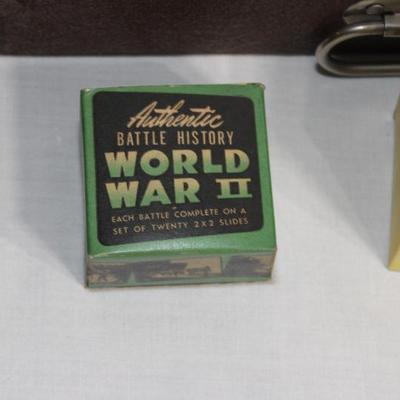 Authentic
BATTLE HISTORY
WORLD
WAR II
EACH BATTLE COMPLETE ON A
SET OF TWENTY 2X2 SLIDES